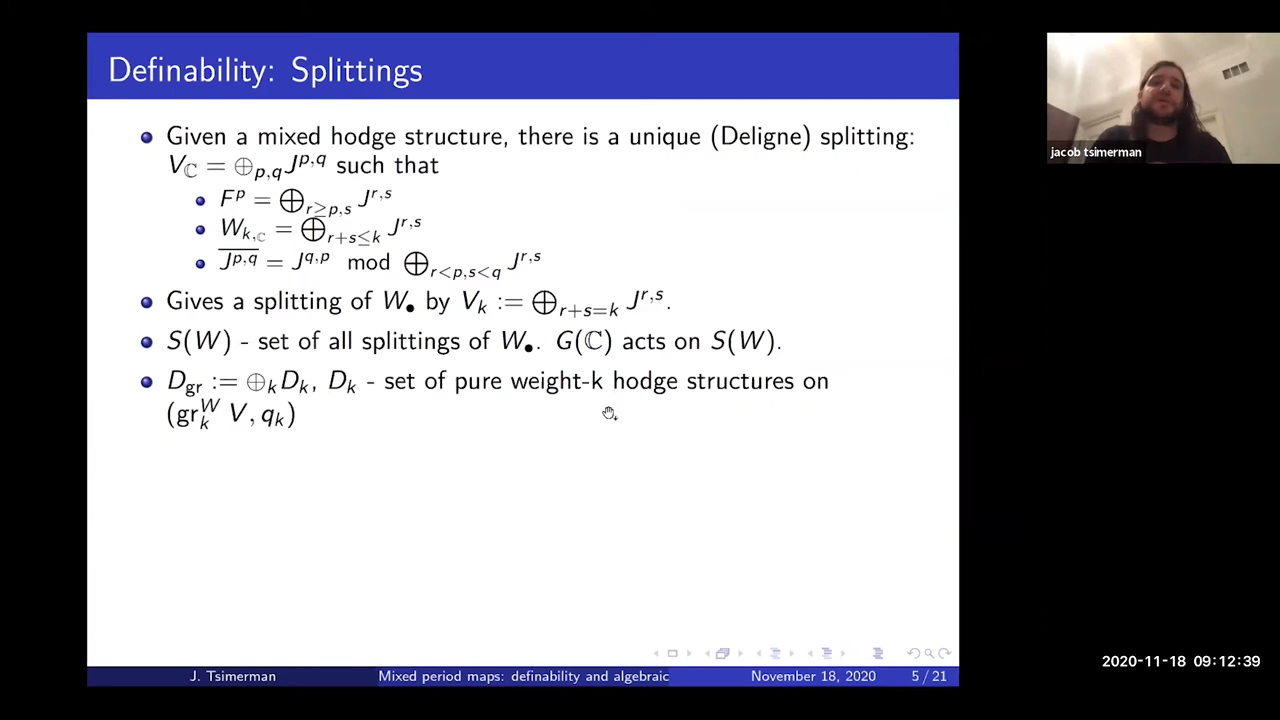 Definability: Splittings
Given a mixed hodge structure, there is a unique (Deligne) splitting:
V_ℂ = ⊕_{p,q} J^{p,q} such that
F^p = ⊕_{r≥p,s} J^{r,s}
W_{k,ℂ} = ⊕_{r+s≤k} J^{r,s}
\overline{J^{p,q}} = J^{q,p} mod ⊕_{r<p,s<q} J^{r,s}
Gives a splitting of W_• by V_k := ⊕_{r+s=k} J^{r,s}.
S(W) - set of all splittings of W_•. G(ℂ) acts on S(W).
D_gr := ⊕_k D_k, D_k - set of pure weight-k hodge structures on
(gr_k^W V, q_k)
J. Tsimerman
Mixed period maps: definability and algebraic
November 18, 2020
5 / 21
jacob tsimerman
2020-11-18 09:12:39